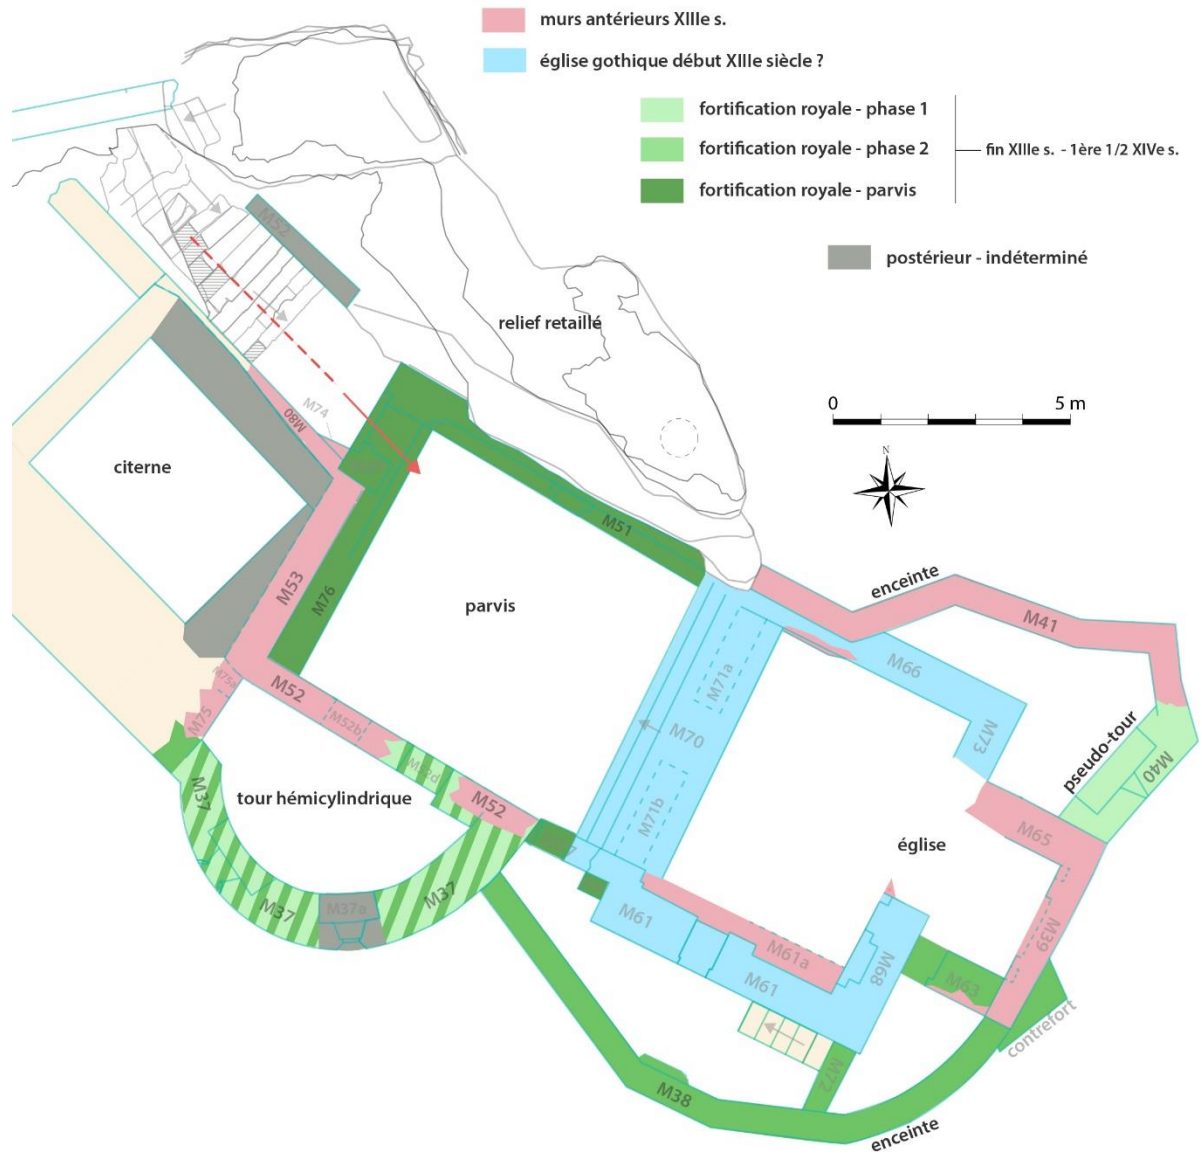 murs antérieurs XIIIe s.
église gothique début XIIIe siècle ?
fortification royale - phase 1
fortification royale - phase 2
fin XIIIe s. - 1ère 1/2 XIVe s.
fortification royale - parvis
postérieur - indéterminé
M52
relief retaillé
0 5 m
N
M74
M80
citerne
M51
M53
M76
parvis
enceinte
M41
M66
M71a
M75a
M52
M75
M52b
M70
M73
pseudo-tour
M40
M52d
M37
tour hémicylindrique
M52
M71b
M65
église
M37
M37
M37a
M61
M61a
M39
M68
M61
M63
contrefort
M72
M38
enceinte